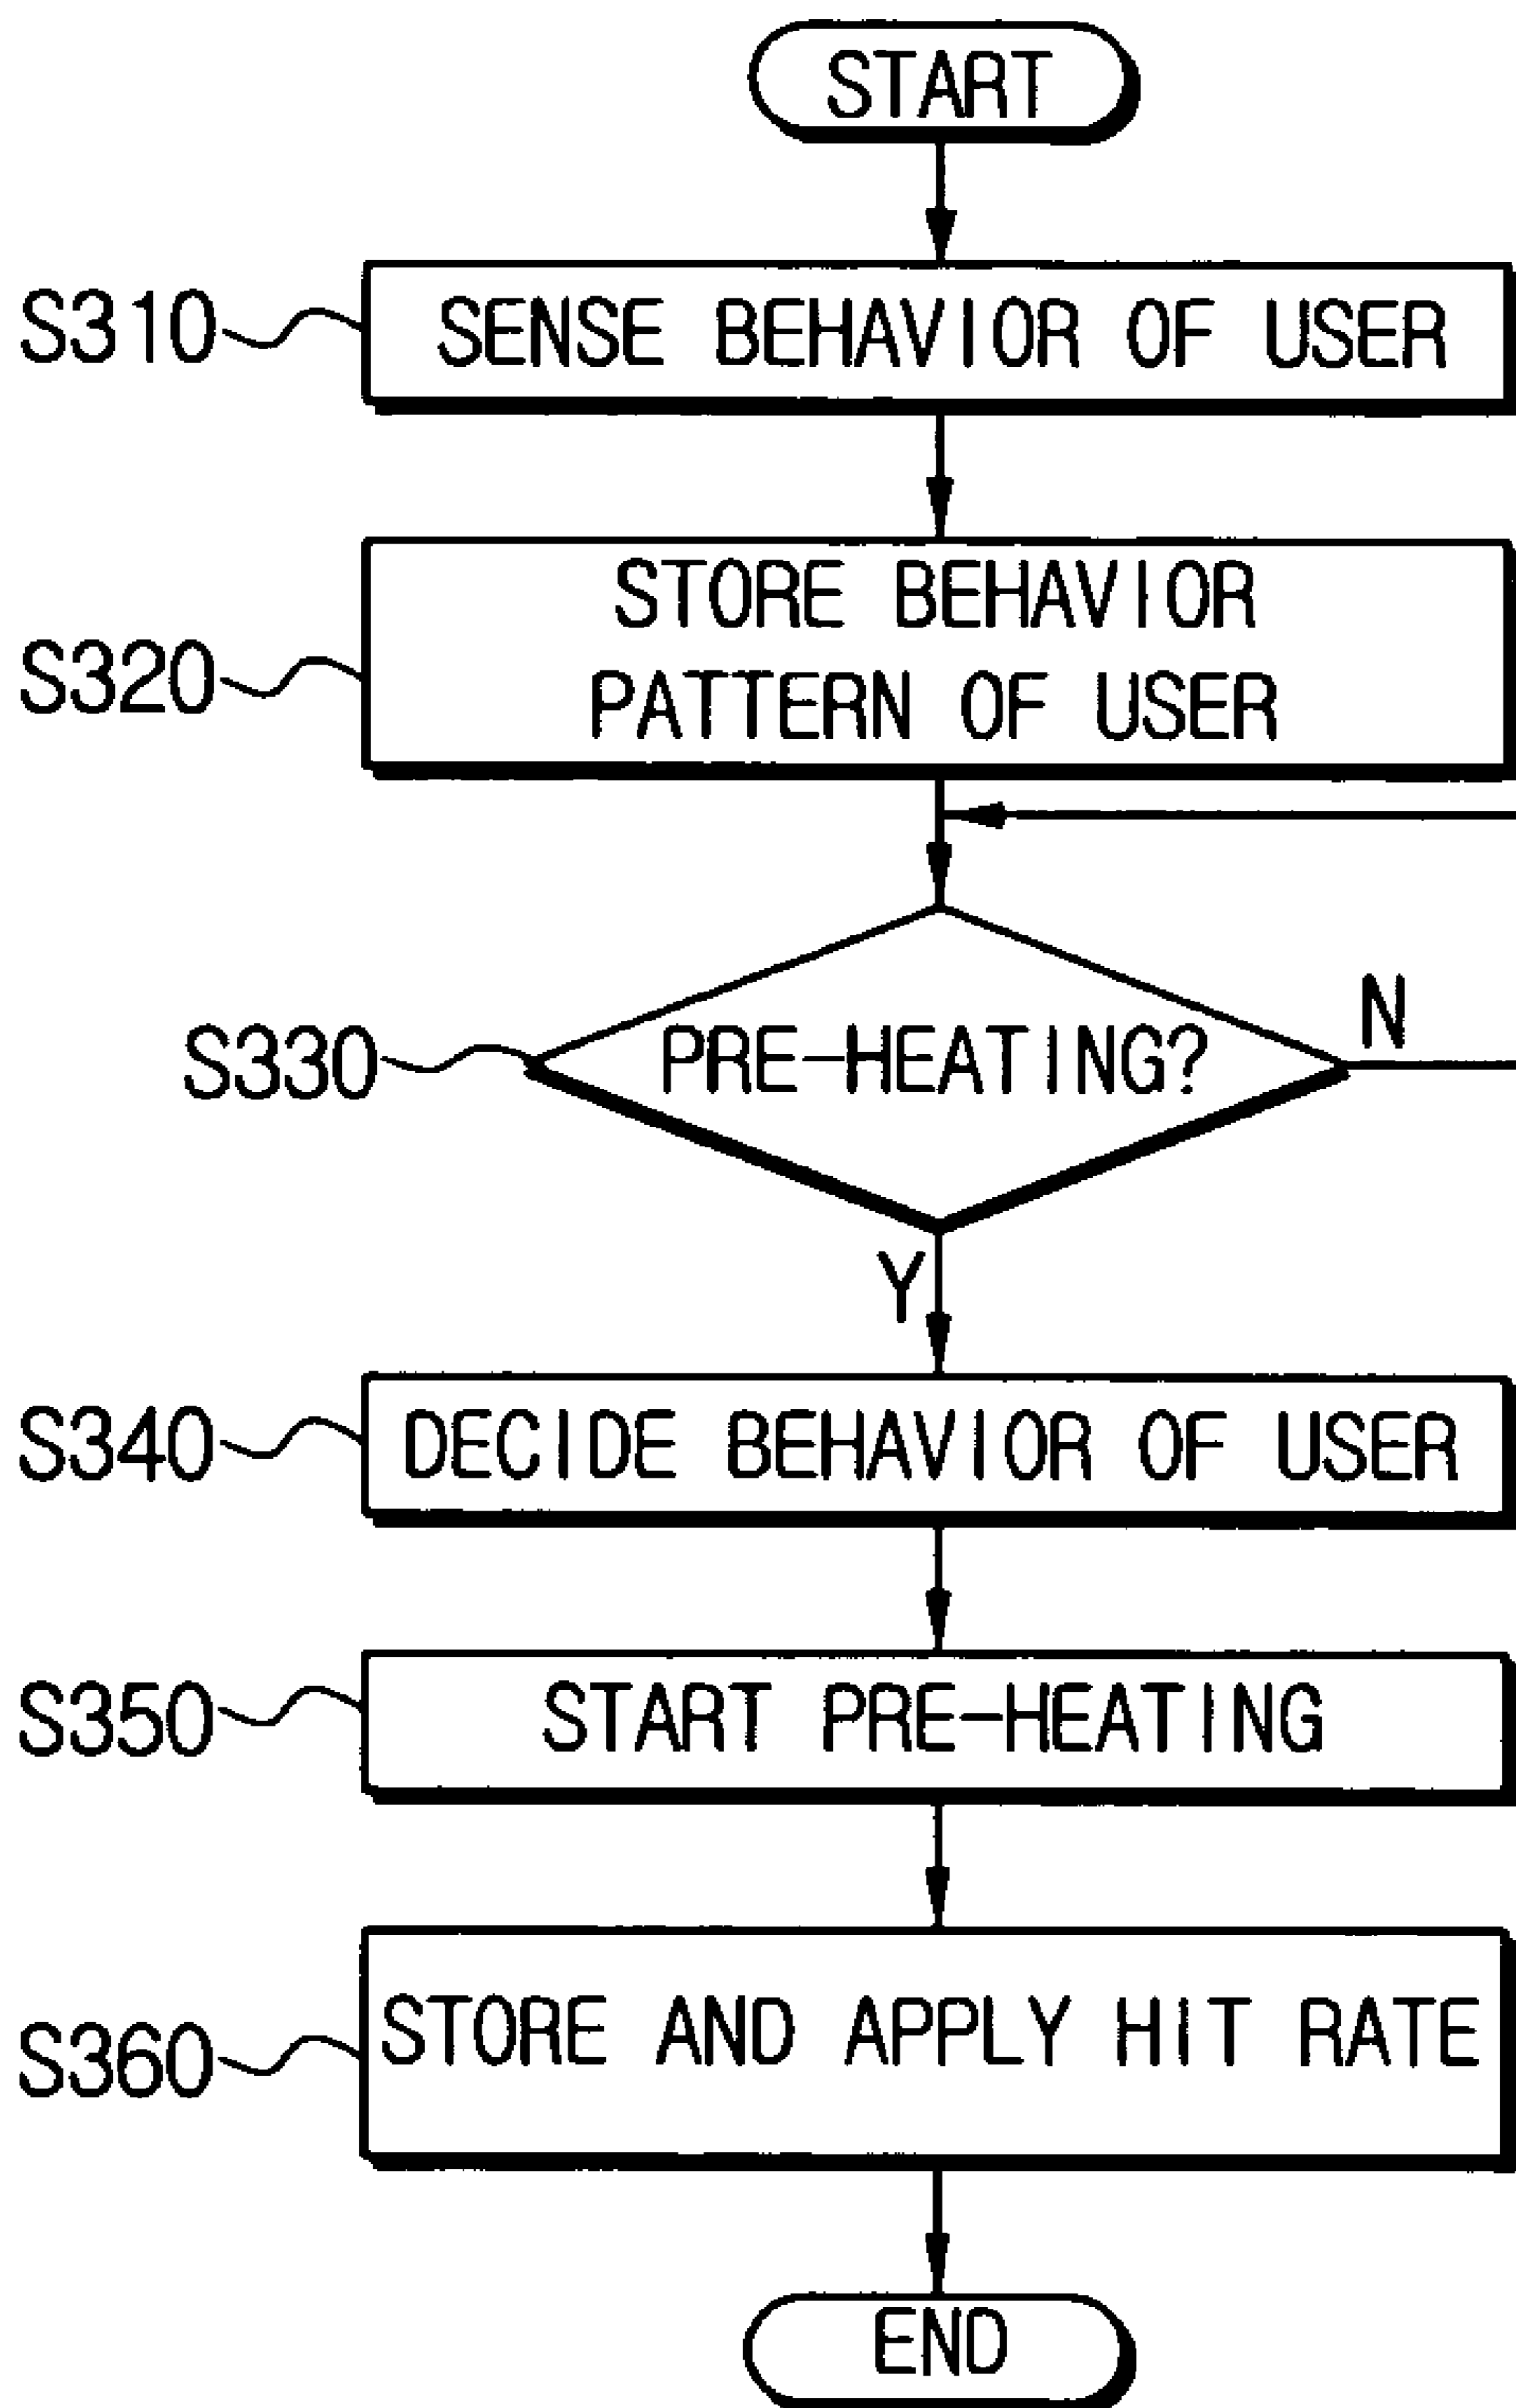 START
S310
SENSE BEHAVIOR OF USER
S320
STORE BEHAVIOR
PATTERN OF USER
S330
PRE-HEATING?
N
Y
S340
DECIDE BEHAVIOR OF USER
S350
START PRE-HEATING
S360
STORE AND APPLY HIT RATE
END